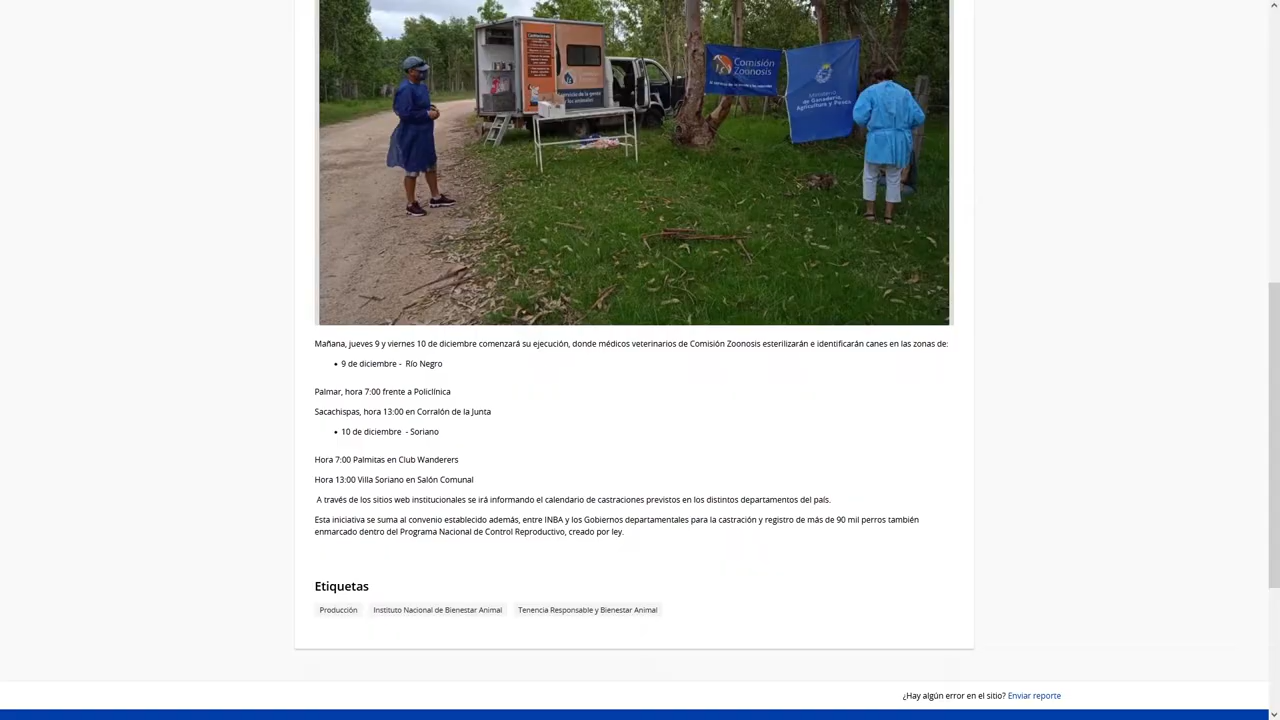 Comisión
Zoonosis
Ministerio
de Ganadería,
Agricultura y Pesca
Mañana, jueves 9 y viernes 10 de diciembre comenzará su ejecución, donde médicos veterinarios de Comisión Zoonosis esterilizarán e identificarán canes en las zonas de:
• 9 de diciembre - Río Negro
Palmar, hora 7:00 frente a Policlínica
Sacachispas, hora 13:00 en Corralón de la Junta
• 10 de diciembre - Soriano
Hora 7:00 Palmitas en Club Wanderers
Hora 13:00 Villa Soriano en Salón Comunal
A través de los sitios web institucionales se irá informando el calendario de castraciones previstos en los distintos departamentos del país.
Esta iniciativa se suma al convenio establecido además, entre INBA y los Gobiernos departamentales para la castración y registro de más de 90 mil perros también
enmarcado dentro del Programa Nacional de Control Reproductivo, creado por ley.
Etiquetas
Producción
Instituto Nacional de Bienestar Animal
Tenencia Responsable y Bienestar Animal
¿Hay algún error en el sitio? Enviar reporte